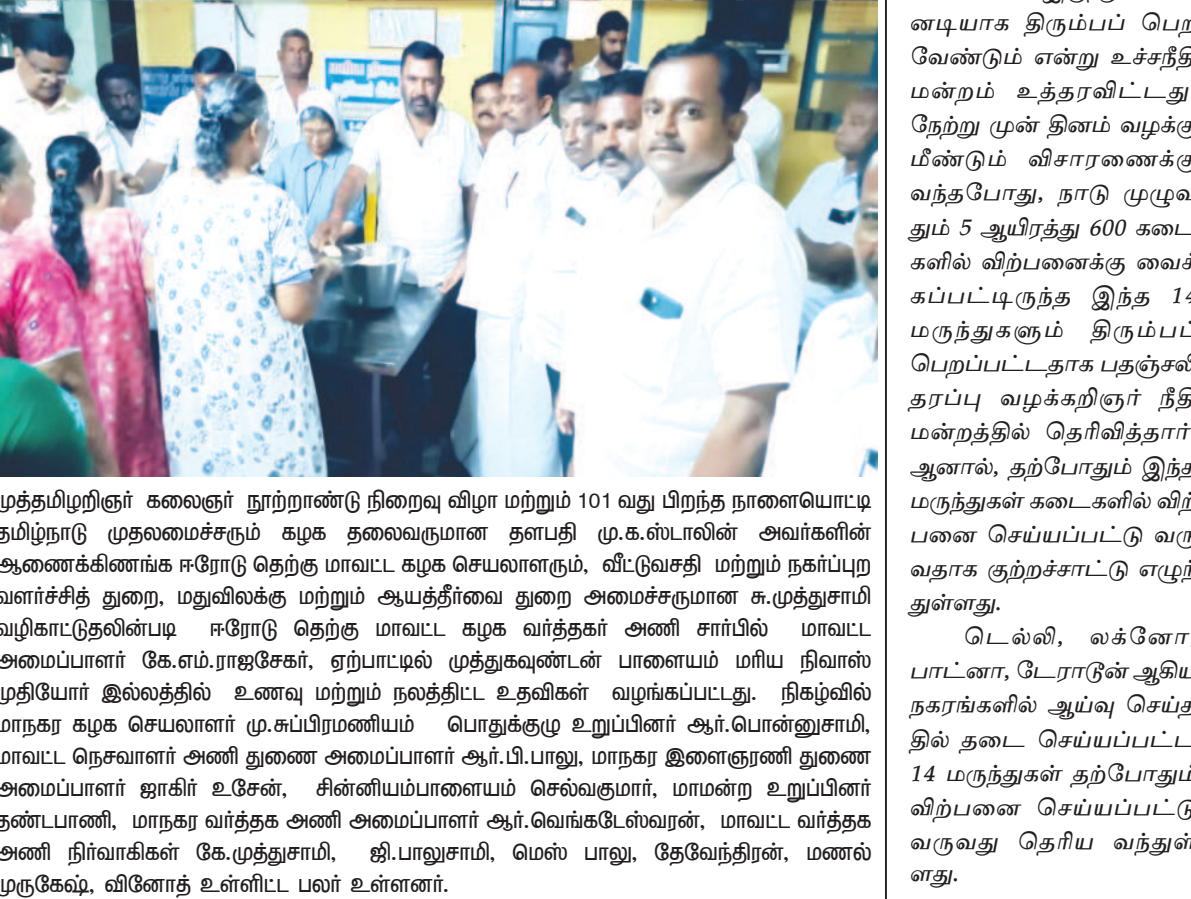 முத்தமிழறிஞர் கலைஞர் நூற்றாண்டு நிறைவு விழா மற்றும் 101 வது பிறந்த நாளையொட்டி
தமிழ்நாடு முதலமைச்சரும் கழக தலைவருமான தளபதி மு.க.ஸ்டாலின் அவர்களின்
ஆணைக்கிணங்க ஈரோடு தெற்கு மாவட்ட கழக செயலாளரும், வீட்டுவசதி மற்றும் நகர்ப்புற
வளர்ச்சித் துறை, மதுவிலக்கு மற்றும் ஆயத்தீர்வை துறை அமைச்சருமான சு.முத்துசாமி
வழிகாட்டுதலின்படி ஈரோடு தெற்கு மாவட்ட கழக வர்த்தகர் அணி சார்பில் மாவட்ட
அமைப்பாளர் கே.எம்.ராஜசேகர், ஏற்பாட்டில் முத்துகவுண்டன் பாளையம் மரிய நிவாஸ்
முதியோர் இல்லத்தில் உணவு மற்றும் நலத்திட்ட உதவிகள் வழங்கப்பட்டது. நிகழ்வில்
மாநகர கழக செயலாளர் மு.சுப்பிரமணியம் பொதுக்குழு உறுப்பினர் ஆர்.பொன்னுசாமி,
மாவட்ட நெசவாளர் அணி துணை அமைப்பாளர் ஆர்.பி.பாலு, மாநகர இளைஞரணி துணை
அமைப்பாளர் ஜாகிர் உசேன், சின்னியம்பாளையம் செல்வகுமார், மாமன்ற உறுப்பினர்
தண்டபாணி, மாநகர வர்த்தக அணி அமைப்பாளர் ஆர்.வெங்கடேஸ்வரன், மாவட்ட வர்த்தக
அணி நிர்வாகிகள் கே.முத்துசாமி, ஜி.பாலுசாமி, மெஸ் பாலு, தேவேந்திரன், மணல்
முருகேஷ், வினோத் உள்ளிட்ட பலர் உள்ளனர்.
னடியாக திரும்பப் பெற
வேண்டும் என்று உச்சநீதி
மன்றம் உத்தரவிட்டது.
நேற்று முன் தினம் வழக்கு
மீண்டும் விசாரணைக்கு
வந்தபோது, நாடு முழுவ
தும் 5 ஆயிரத்து 600 கடை
களில் விற்பனைக்கு வைக்
கப்பட்டிருந்த இந்த 14
மருந்துகளும் திரும்பப்
பெறப்பட்டதாக பதஞ்சலி
தரப்பு வழக்கறிஞர் நீதி
மன்றத்தில் தெரிவித்தார்.
ஆனால், தற்போதும் இந்த
மருந்துகள் கடைகளில் விற்
பனை செய்யப்பட்டு வரு
வதாக குற்றச்சாட்டு எழுந்
துள்ளது.
டெல்லி, லக்னோ,
பாட்னா, டேராடூன் ஆகிய
நகரங்களில் ஆய்வு செய்த
தில் தடை செய்யப்பட்ட
14 மருந்துகள் தற்போதும்
விற்பனை செய்யப்பட்டு
வருவது தெரிய வந்துள்
ளது.